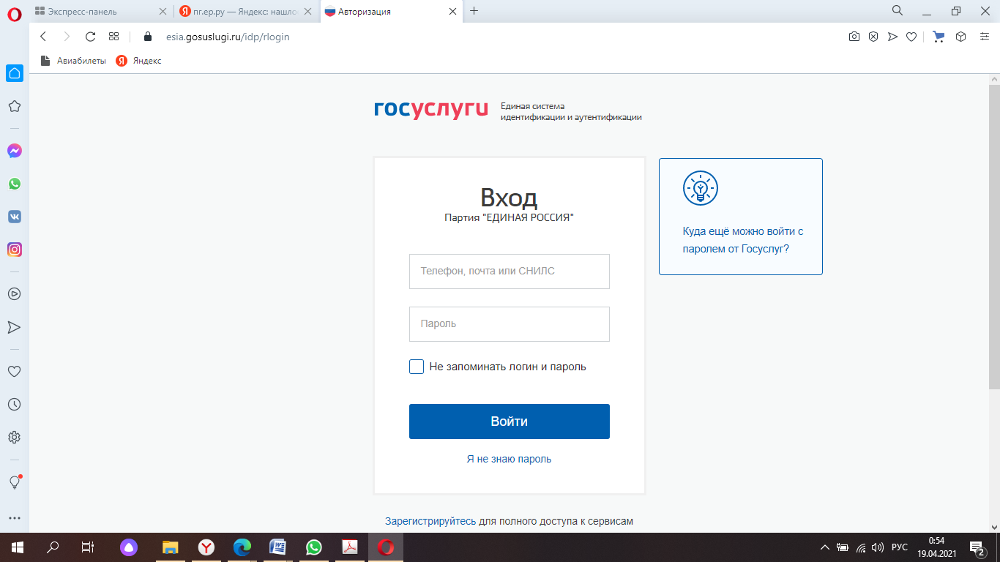 Экспресс-панель
пг.ер.ру — Яндекс: нашлос
Авторизация
esia.gosuslugi.ru/idp/rlogin
Авиабилеты
Яндекс
госуслуги
Единая система
идентификации и аутентификации
Вход
Партия "ЕДИНАЯ РОССИЯ"
Телефон, почта или СНИЛС
Пароль
Не запоминать логин и пароль
Войти
Я не знаю пароль
Куда ещё можно войти с
паролем от Госуслуг?
Зарегистрируйтесь для полного доступа к сервисам
РУС
0:54
19.04.2021
2